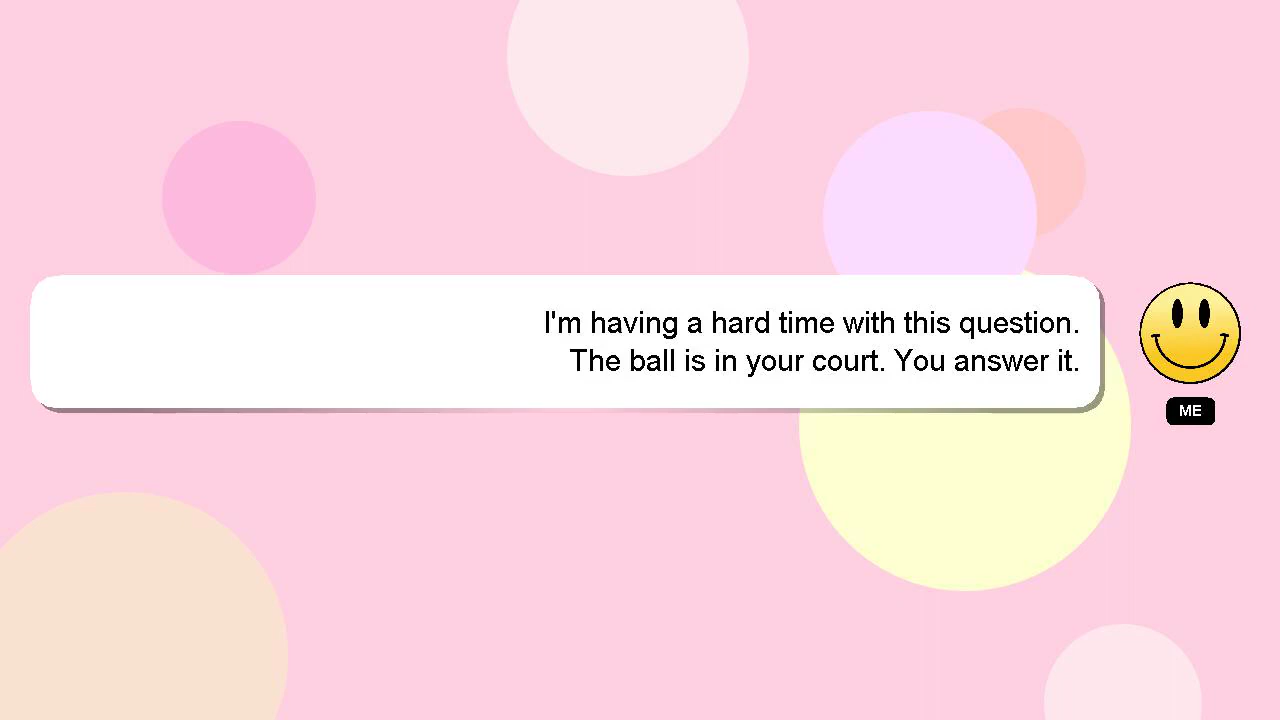 I'm having a hard time with this question.
The ball is in your court. You answer it.
ME